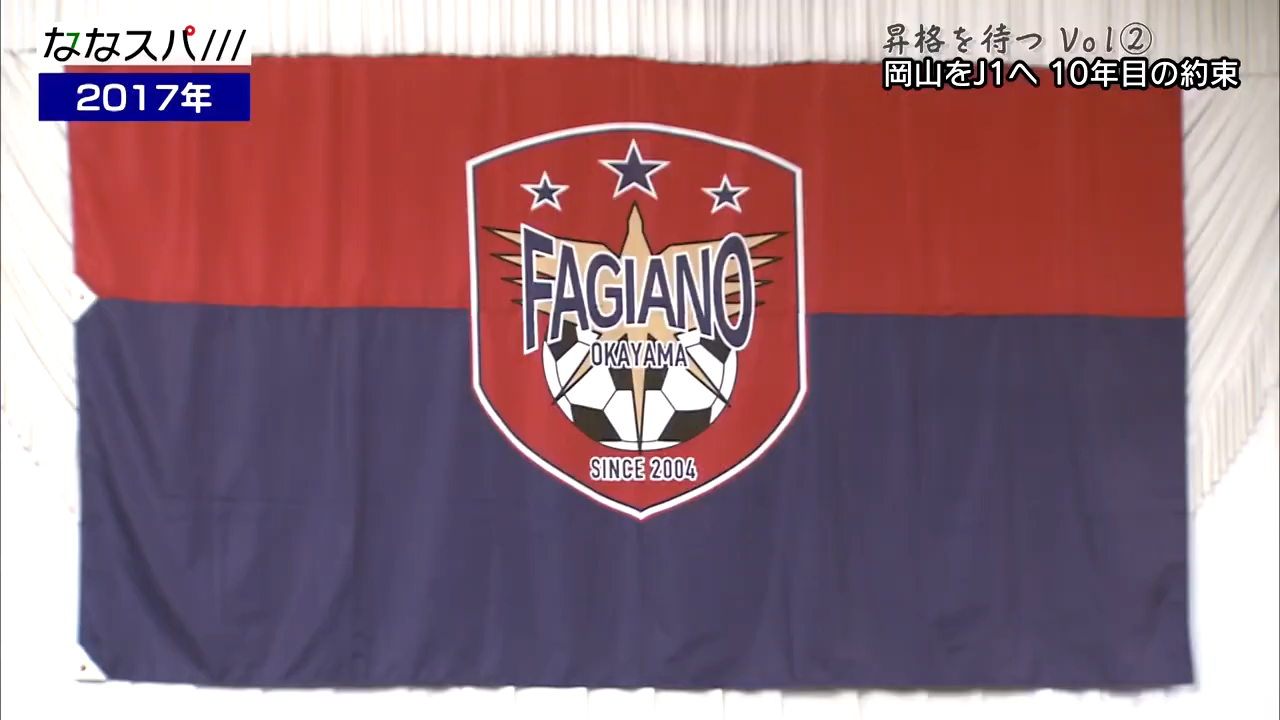 ななスパ///
2017年
昇格を待つ Vol②
岡山をJ1へ 10年目の約束
FAGIANO
OKAYAMA
SINCE 2004